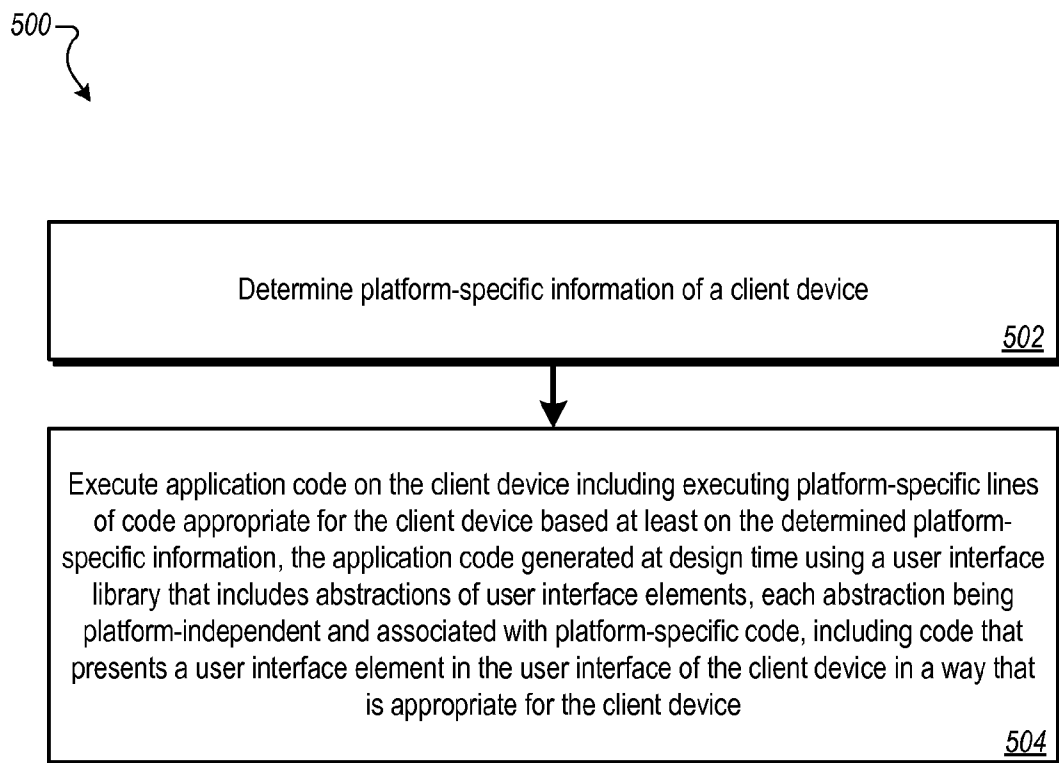 500
Determine platform-specific information of a client device
502
Execute application code on the client device including executing platform-specific lines
of code appropriate for the client device based at least on the determined platform-
specific information, the application code generated at design time using a user interface
library that includes abstractions of user interface elements, each abstraction being
platform-independent and associated with platform-specific code, including code that
presents a user interface element in the user interface of the client device in a way that
is appropriate for the client device
504